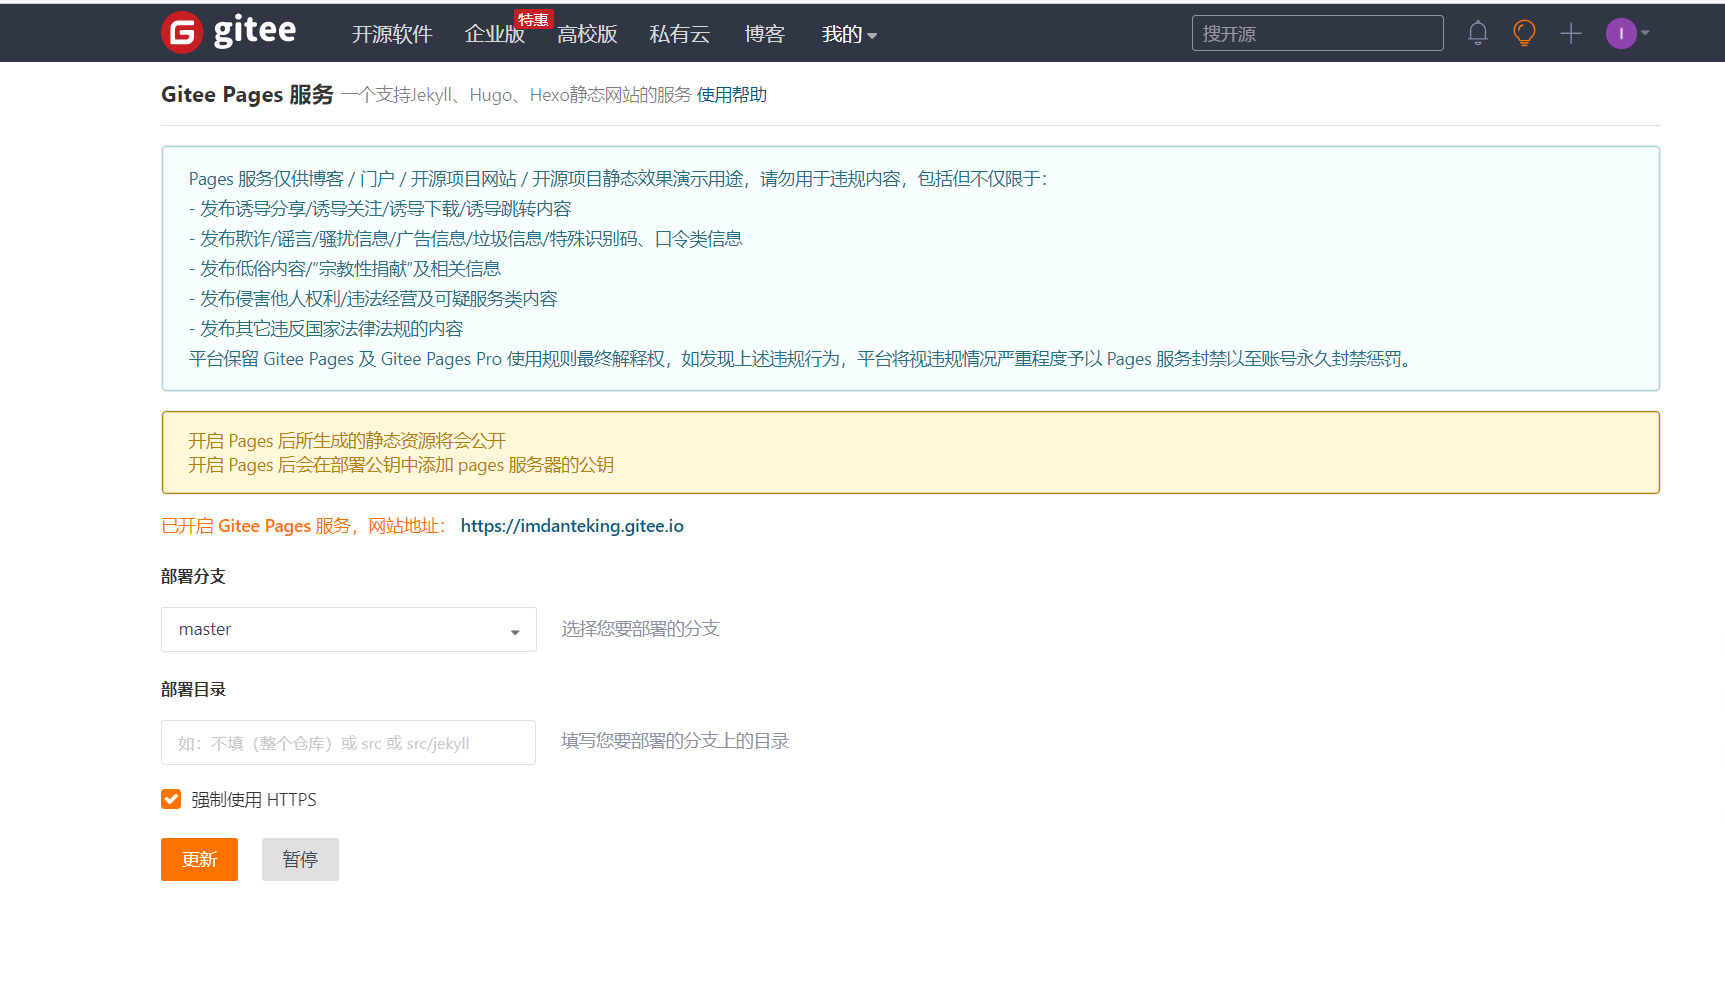 gitee 开源软件 企业版 特惠 高校版 私有云 博客 我的 搜开源 I
Gitee Pages 服务 一个支持Jekyll、Hugo、Hexo静态网站的服务 使用帮助
Pages 服务仅供博客 / 门户 / 开源项目网站 / 开源项目静态效果演示用途，请勿用于违规内容，包括但不仅限于：
- 发布诱导分享/诱导关注/诱导下载/诱导跳转内容
- 发布欺诈/谣言/骚扰信息/广告信息/垃圾信息/特殊识别码、口令类信息
- 发布低俗内容/“宗教性捐献”及相关信息
- 发布侵害他人权利/违法经营及可疑服务类内容
- 发布其它违反国家法律法规的内容
平台保留 Gitee Pages 及 Gitee Pages Pro 使用规则最终解释权，如发现上述违规行为，平台将视违规情况严重程度予以 Pages 服务封禁以至账号永久封禁惩罚。
开启 Pages 后所生成的静态资源将会公开
开启 Pages 后会在部署公钥中添加 pages 服务器的公钥
已开启 Gitee Pages 服务，网站地址： https://imdanteking.gitee.io
部署分支
master 选择您要部署的分支
部署目录
如：不填（整个仓库）或 src 或 src/jekyll 填写您要部署的分支上的目录
强制使用 HTTPS
更新 暂停